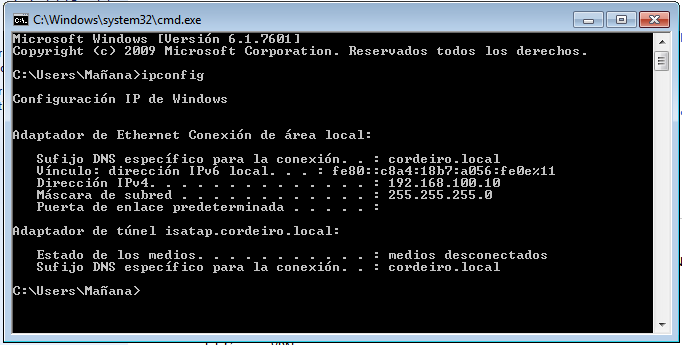 C:\Windows\system32\cmd.exe
Microsoft Windows [Versión 6.1.7601]
Copyright (c) 2009 Microsoft Corporation. Reservados todos los derechos.
C:\Users\Mañana>ipconfig
Configuración IP de Windows
Adaptador de Ethernet Conexión de área local:
Sufijo DNS específico para la conexión. . : cordeiro.local
Vínculo: dirección IPv6 local. . . : fe80::c8a4:18b7:a056:fe0e%11
Dirección IPv4. . . . . . . . . . . . . . : 192.168.100.10
Máscara de subred . . . . . . . . . . . . : 255.255.255.0
Puerta de enlace predeterminada . . . . . :
Adaptador de túnel isatap.cordeiro.local:
Estado de los medios. . . . . . . . . . . : medios desconectados
Sufijo DNS específico para la conexión. . : cordeiro.local
C:\Users\Mañana>